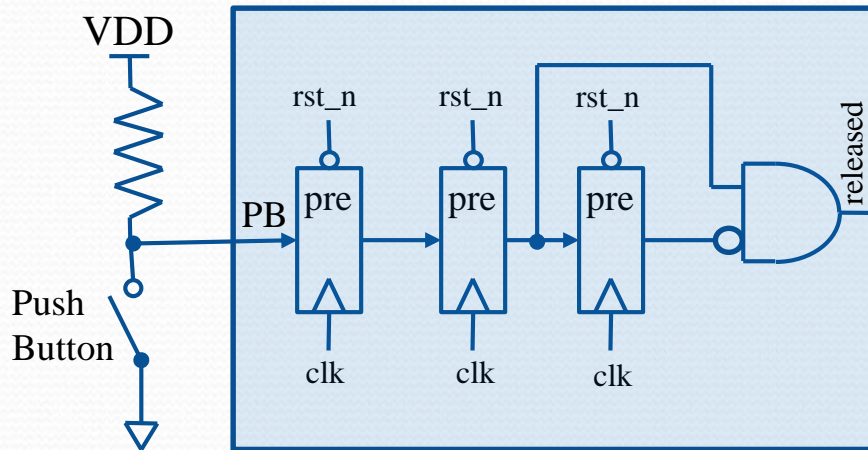 VDD
rst_n
rst_n
rst_n
released
pre
pre
pre
PB
Push
Button
clk
clk
clk